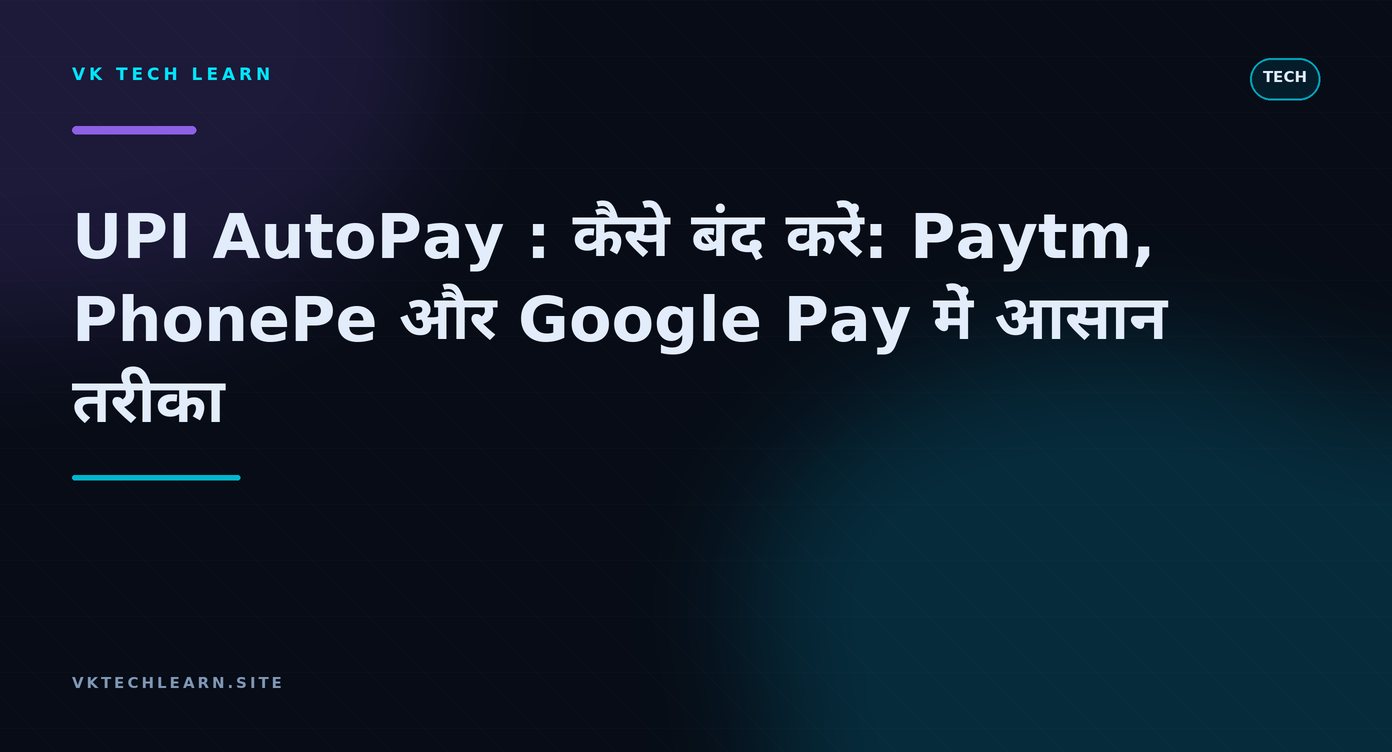 VK TECH LEARN
TECH
UPI AutoPay : कैसे बंद करें: Paytm,
PhonePe और Google Pay में आसान
तरीका
VKTECHLEARN.SITE